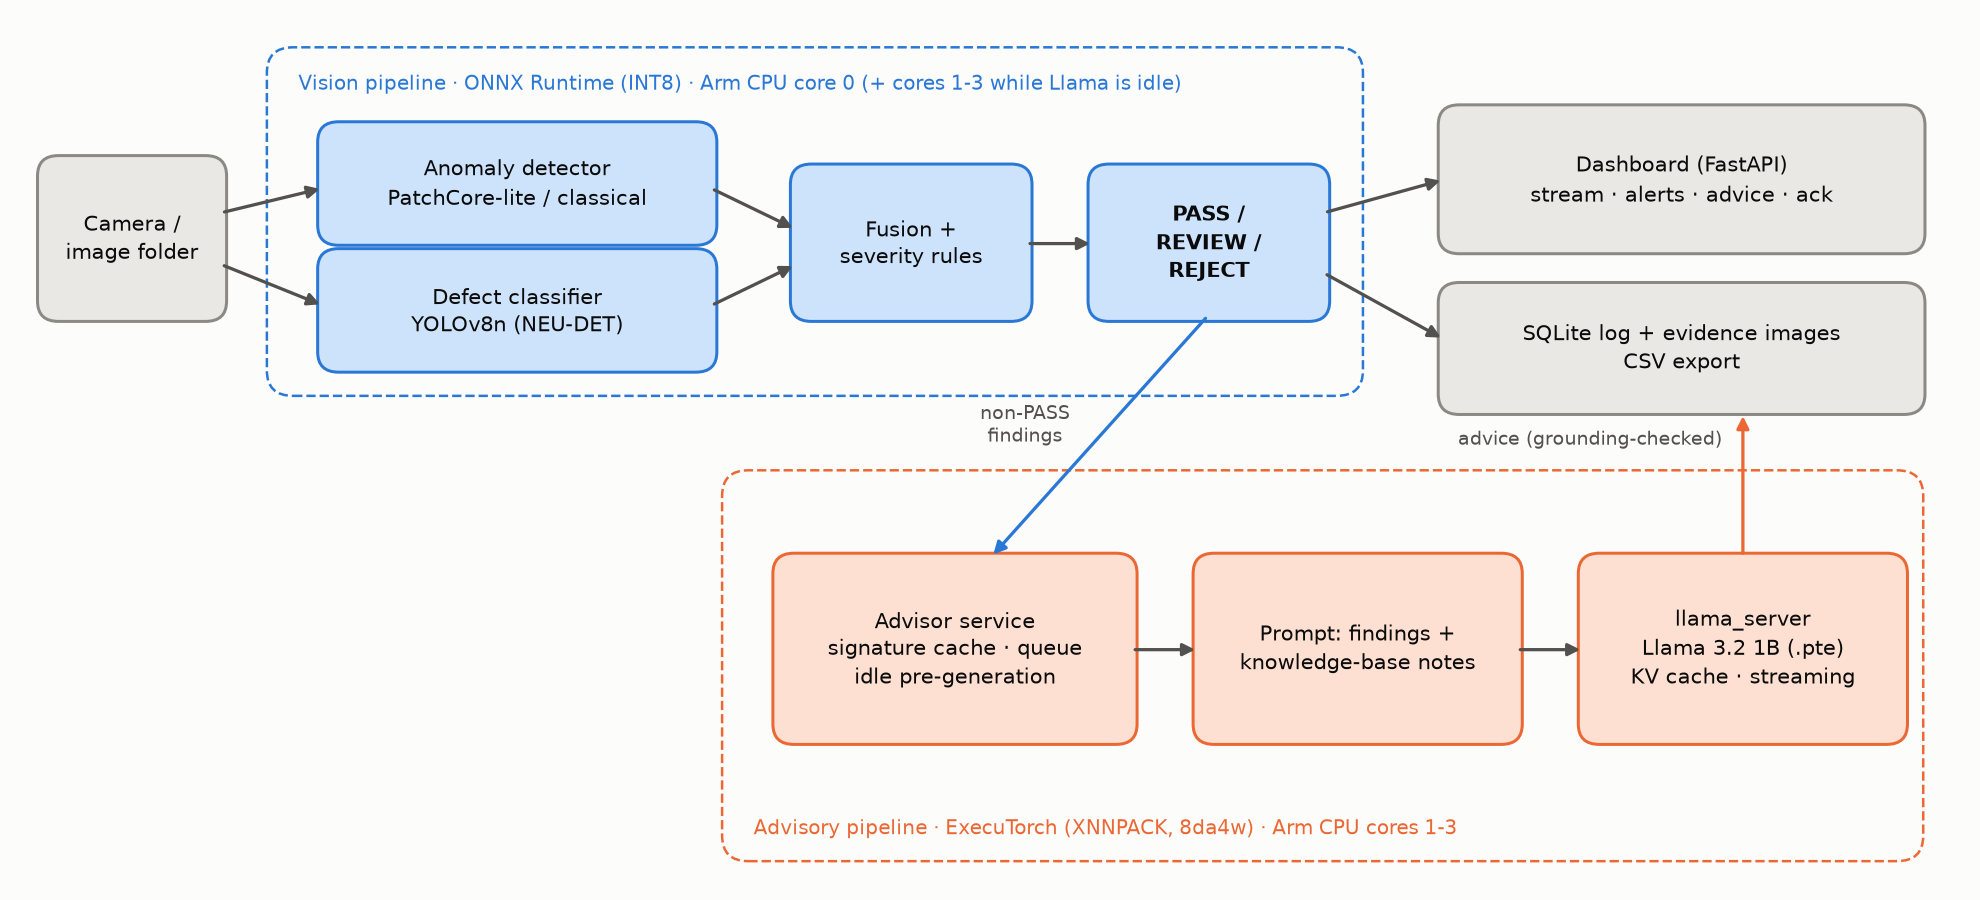 Vision pipeline · ONNX Runtime (INT8) · Arm CPU core 0 (+ cores 1-3 while Llama is idle)
Camera /
image folder
Anomaly detector
PatchCore-lite / classical
Defect classifier
YOLOv8n (NEU-DET)
Fusion +
severity rules
PASS /
REVIEW /
REJECT
Dashboard (FastAPI)
stream · alerts · advice · ack
SQLite log + evidence images
CSV export
non-PASS
findings
advice (grounding-checked)
Advisor service
signature cache · queue
idle pre-generation
Prompt: findings +
knowledge-base notes
llama_server
Llama 3.2 1B (.pte)
KV cache · streaming
Advisory pipeline · ExecuTorch (XNNPACK, 8da4w) · Arm CPU cores 1-3